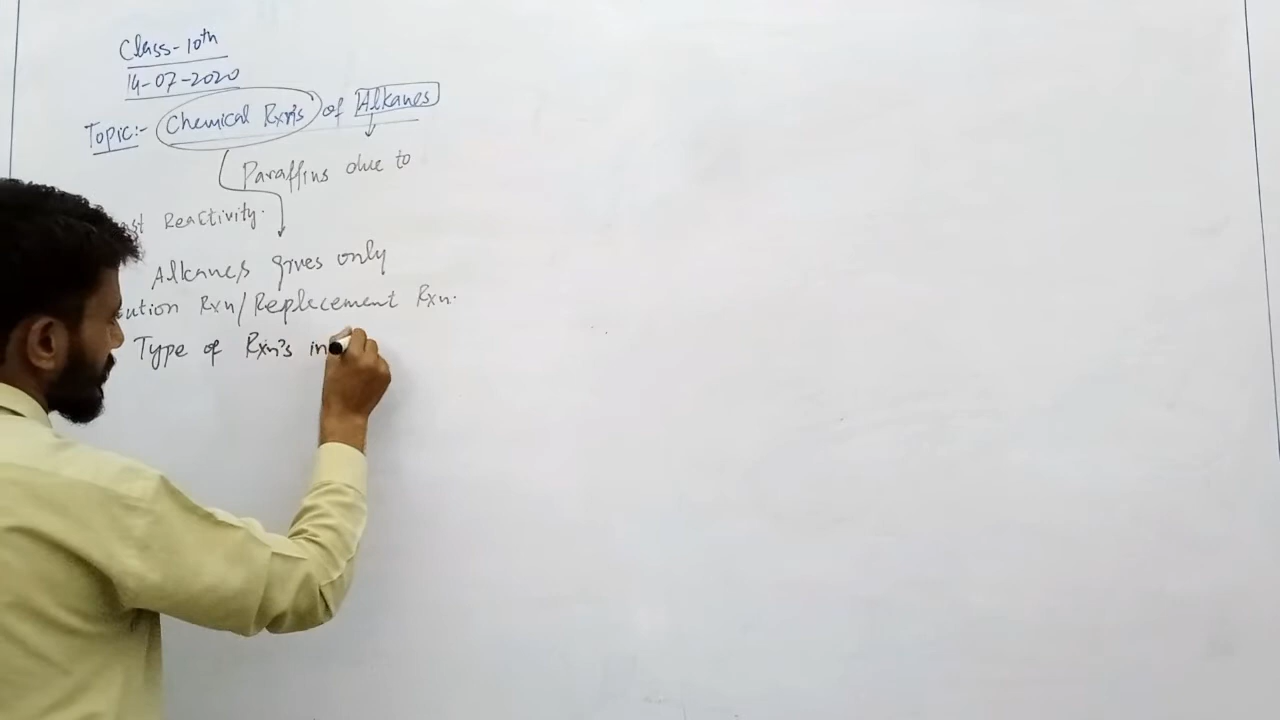 Class-10th
14-07-2020
Topic:- Chemical Rxn's of Alkanes
Paraffins due to
Reactivity.
Alkanes gives only
Rxn/Replacement Rxn.
Type of Rxn's in